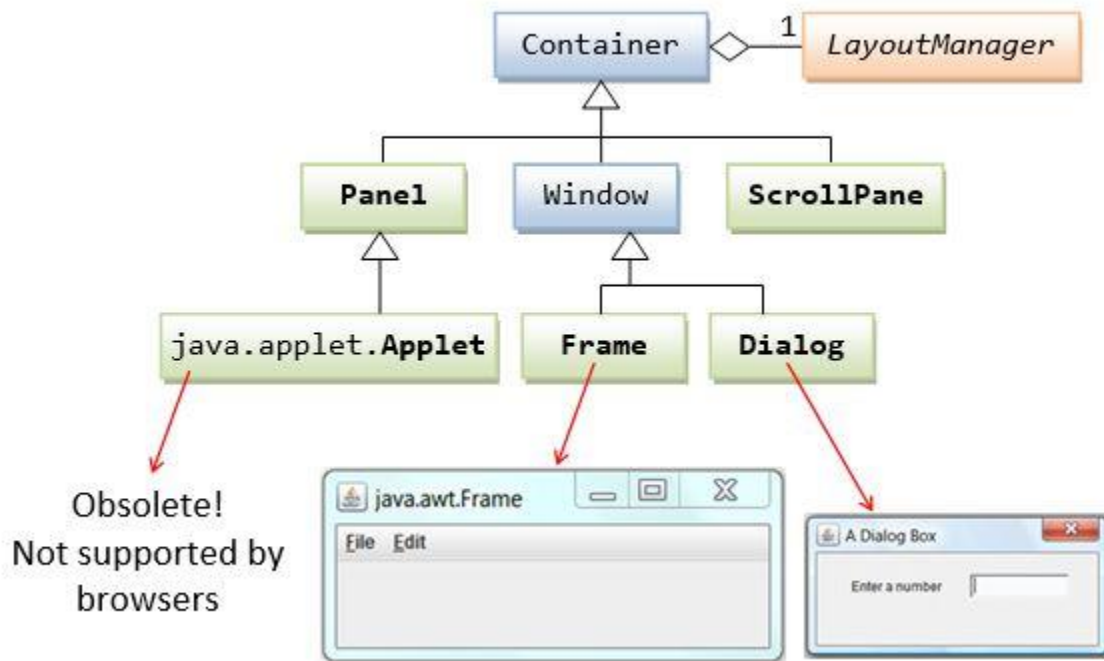 Container
1
LayoutManager
Panel
Window
ScrollPane
java.applet.Applet
Frame
Dialog
Obsolete!
Not supported by
browsers
java.awt.Frame
File Edit
A Dialog Box
Enter a number